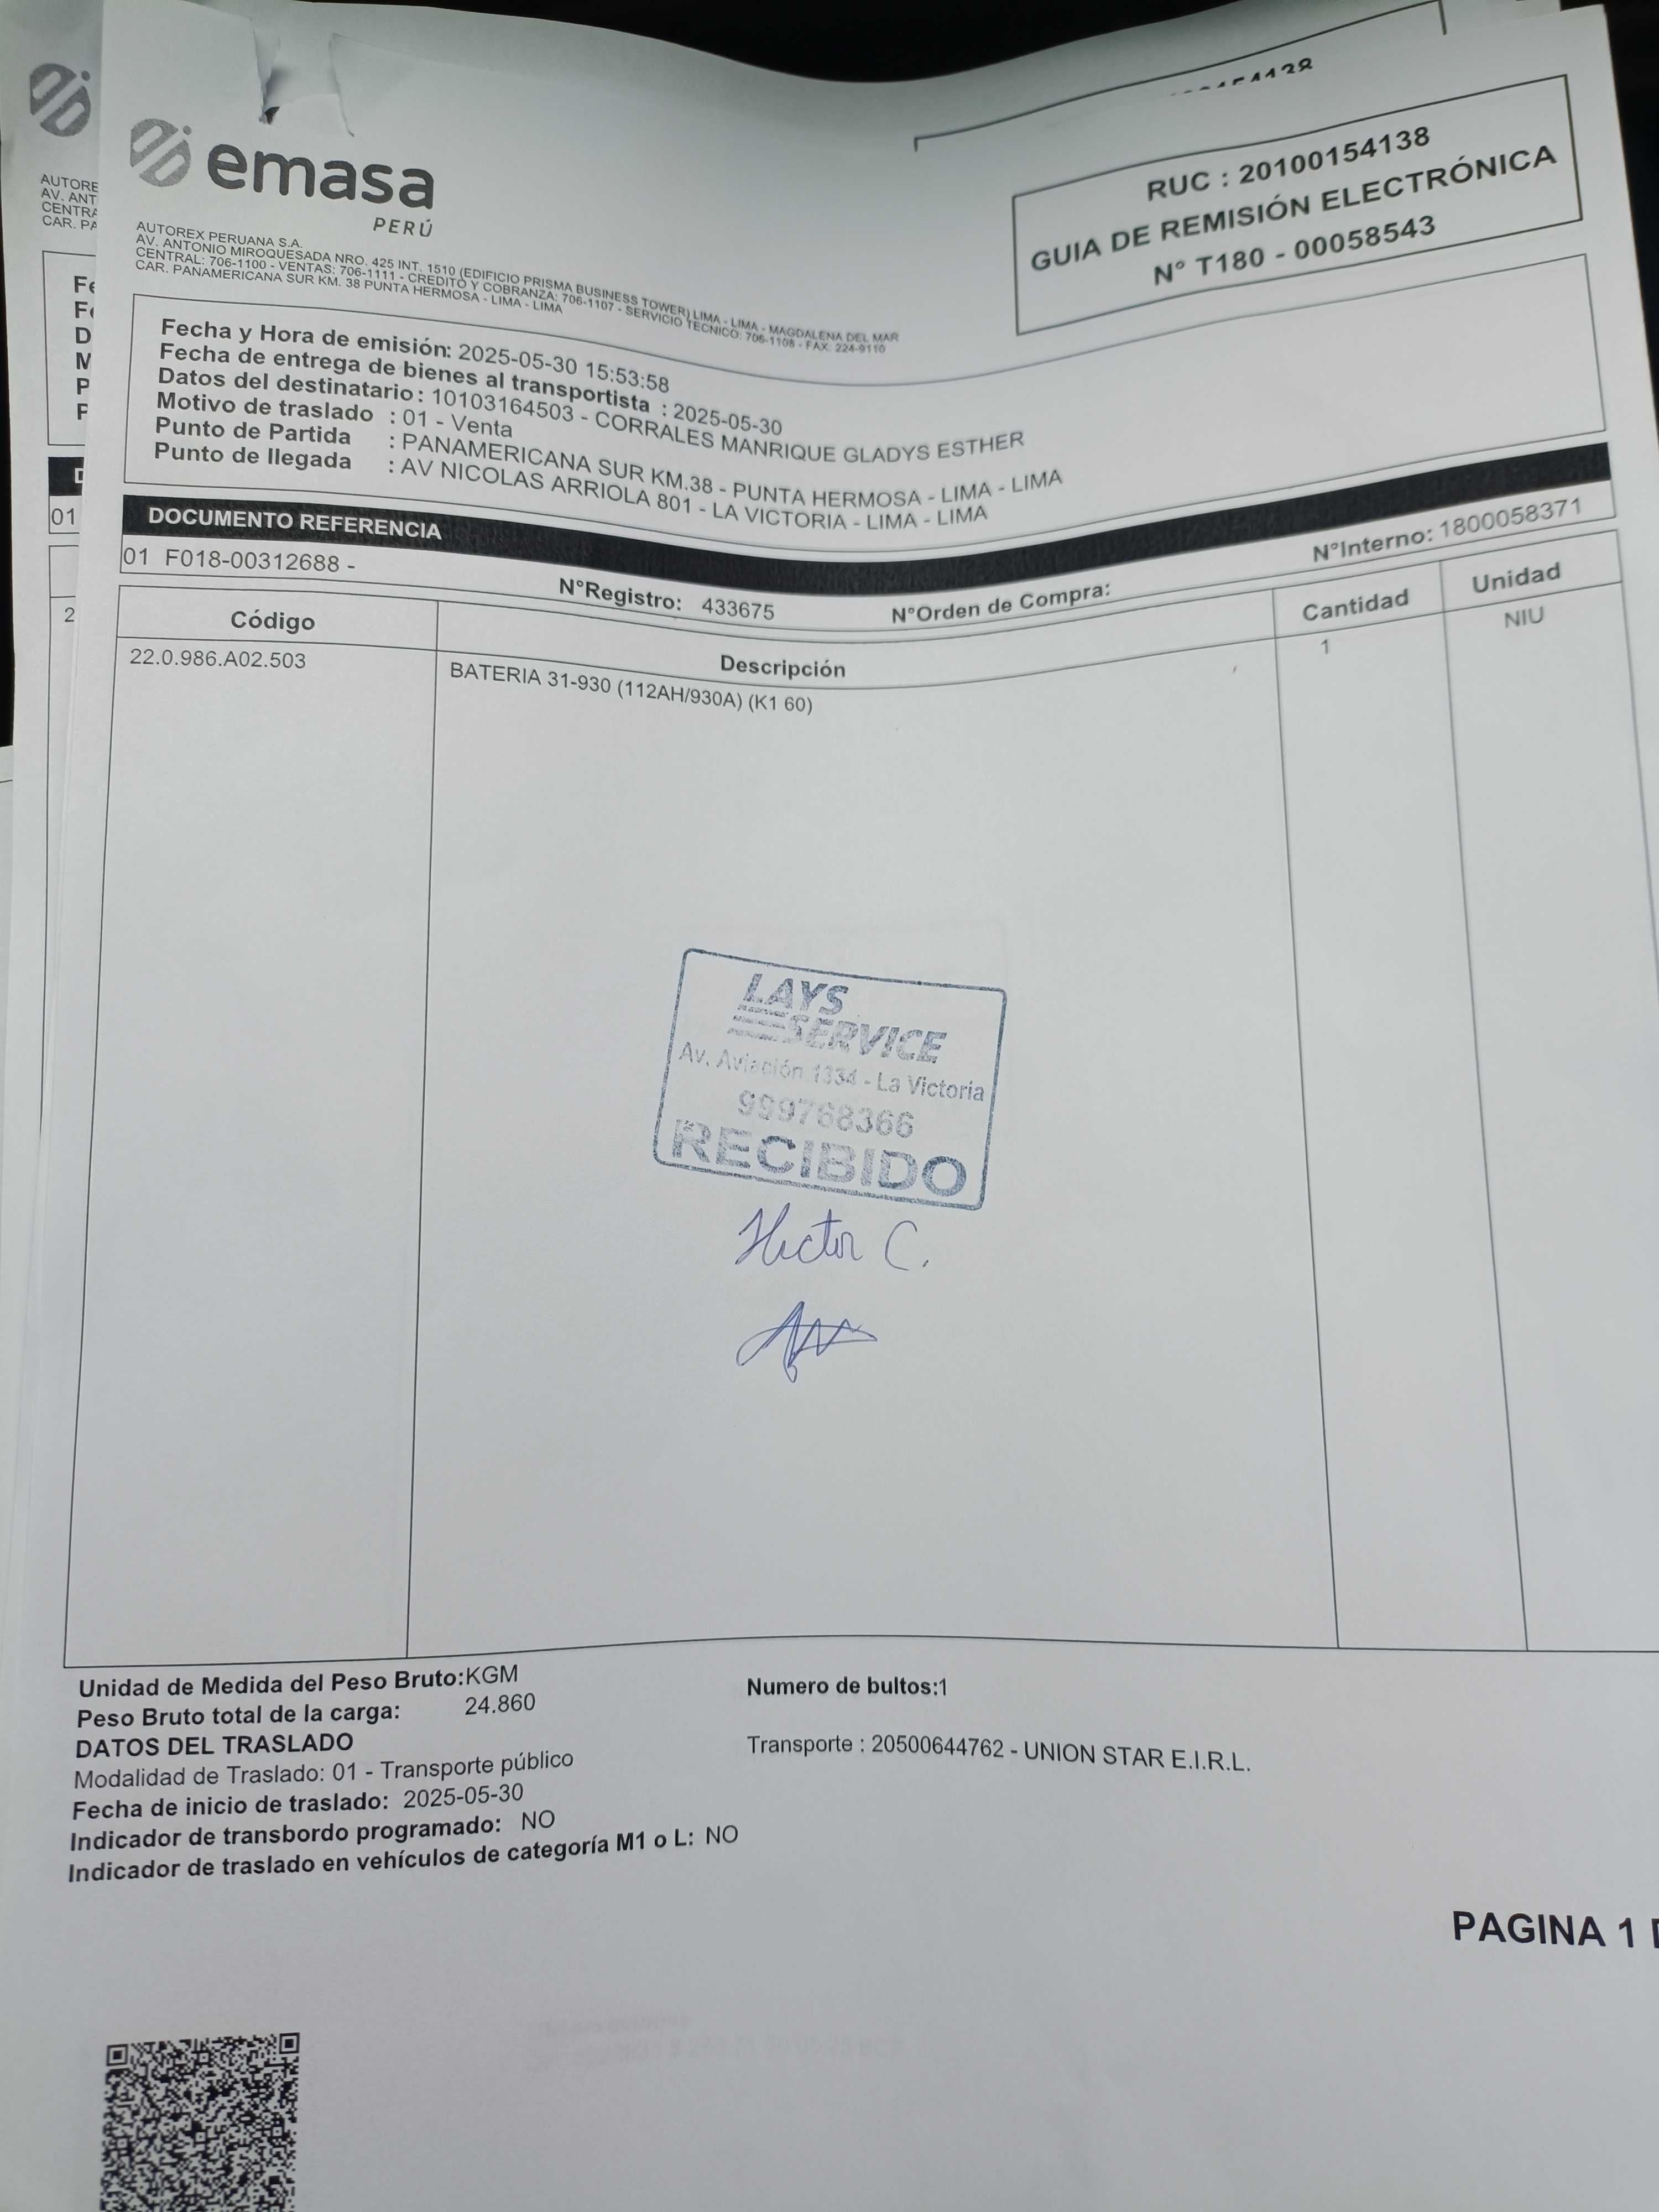 emasa
PERÚ
AUTOREX PERUANA S.A.
AV. ANTONIO MIROQUESADA NRO. 425 INT. 1510 (EDIFICIO PRISMA BUSINESS TOWER) LIMA - LIMA - MAGDALENA DEL MAR
CENTRAL: 706-1100 - VENTAS: 706-1111 - CREDITO Y COBRANZA: 706-1107 - SERVICIO TECNICO: 706-1108 - FAX: 224-9110
CAR. PANAMERICANA SUR KM. 38 PUNTA HERMOSA - LIMA - LIMA
RUC : 20100154138
GUIA DE REMISIÓN ELECTRÓNICA
N° T180 - 00058543
Fecha y Hora de emisión: 2025-05-30 15:53:58
Fecha de entrega de bienes al transportista : 2025-05-30
Datos del destinatario : 10103164503 - CORRALES MANRIQUE GLADYS ESTHER
Motivo de traslado : 01 - Venta
Punto de Partida : PANAMERICANA SUR KM.38 - PUNTA HERMOSA - LIMA - LIMA
Punto de llegada : AV NICOLAS ARRIOLA 801 - LA VICTORIA - LIMA - LIMA
DOCUMENTO REFERENCIA
01 F018-00312688 -
N°Registro: 433675 N°Orden de Compra: N°Interno: 1800058371
Código Descripción Cantidad Unidad
22.0.986.A02.503 BATERIA 31-930 (112AH/930A) (K1 60) 1 NIU
LAYS
SERVICE
Av. Aviación 1334 - La Victoria
999768366
RECIBIDO
Hector C.
Unidad de Medida del Peso Bruto:KGM
Peso Bruto total de la carga: 24.860
Numero de bultos:1
DATOS DEL TRASLADO
Modalidad de Traslado: 01 - Transporte público
Transporte : 20500644762 - UNION STAR E.I.R.L.
Fecha de inicio de traslado: 2025-05-30
Indicador de transbordo programado: NO
Indicador de traslado en vehículos de categoría M1 o L: NO
PAGINA 1